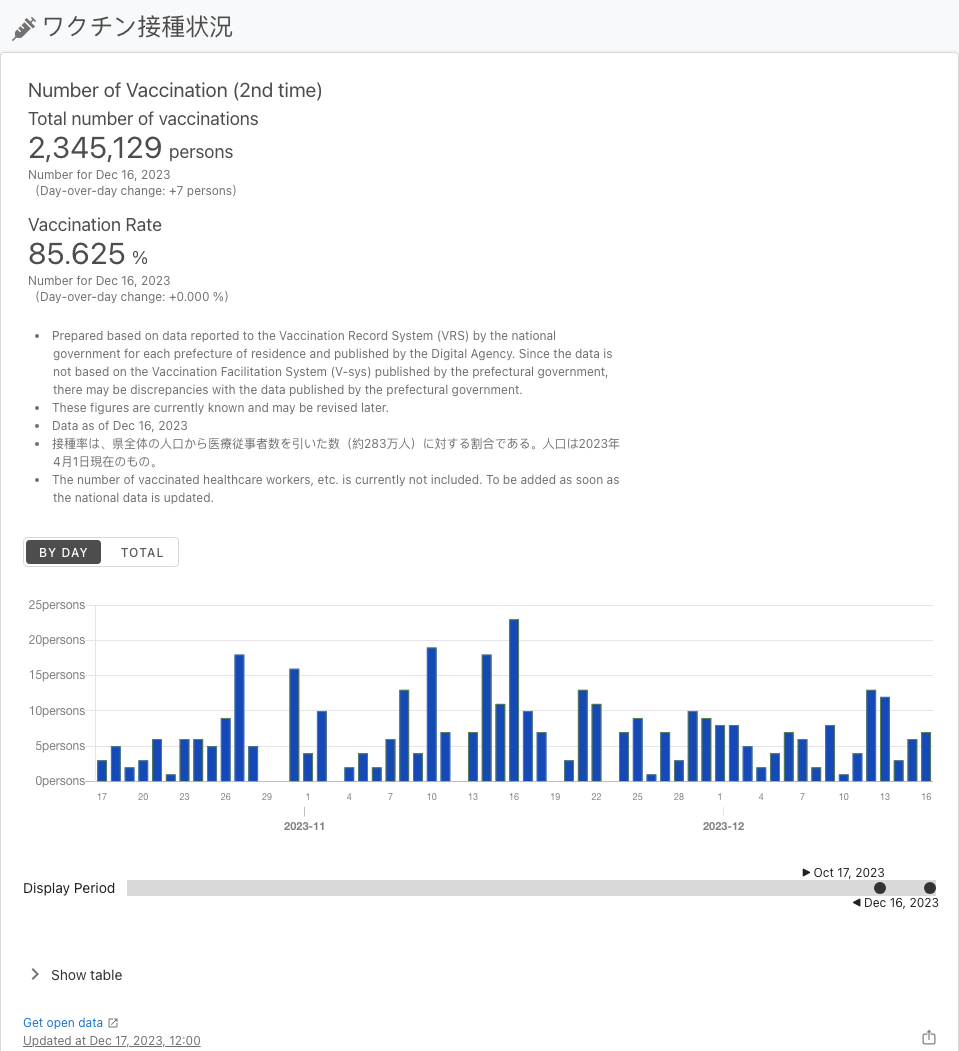 ワクチン接種状況
Number of Vaccination (2nd time)
Total number of vaccinations
2,345,129 persons
Number for Dec 16, 2023
(Day-over-day change: +7 persons)
Vaccination Rate
85.625 %
Number for Dec 16, 2023
(Day-over-day change: +0.000 %)
• Prepared based on data reported to the Vaccination Record System (VRS) by the national
government for each prefecture of residence and published by the Digital Agency. Since the data is
not based on the Vaccination Facilitation System (V-sys) published by the prefectural government,
there may be discrepancies with the data published by the prefectural government.
• These figures are currently known and may be revised later.
• Data as of Dec 16, 2023
• 接種率は、県全体の人口から医療従事者数を引いた数（約283万人）に対する割合である。人口は2023年
4月1日現在のもの。
• The number of vaccinated healthcare workers, etc. is currently not included. To be added as soon as
the national data is updated.
BY DAY TOTAL
25persons
20persons
15persons
10persons
5persons
0persons
17 20 23 26 29 1 4 7 10 13 16 19 22 25 28 1 4 7 10 13 16
2023-11 2023-12
▶ Oct 17, 2023
Display Period
◀ Dec 16, 2023
Show table
Get open data
Updated at Dec 17, 2023, 12:00